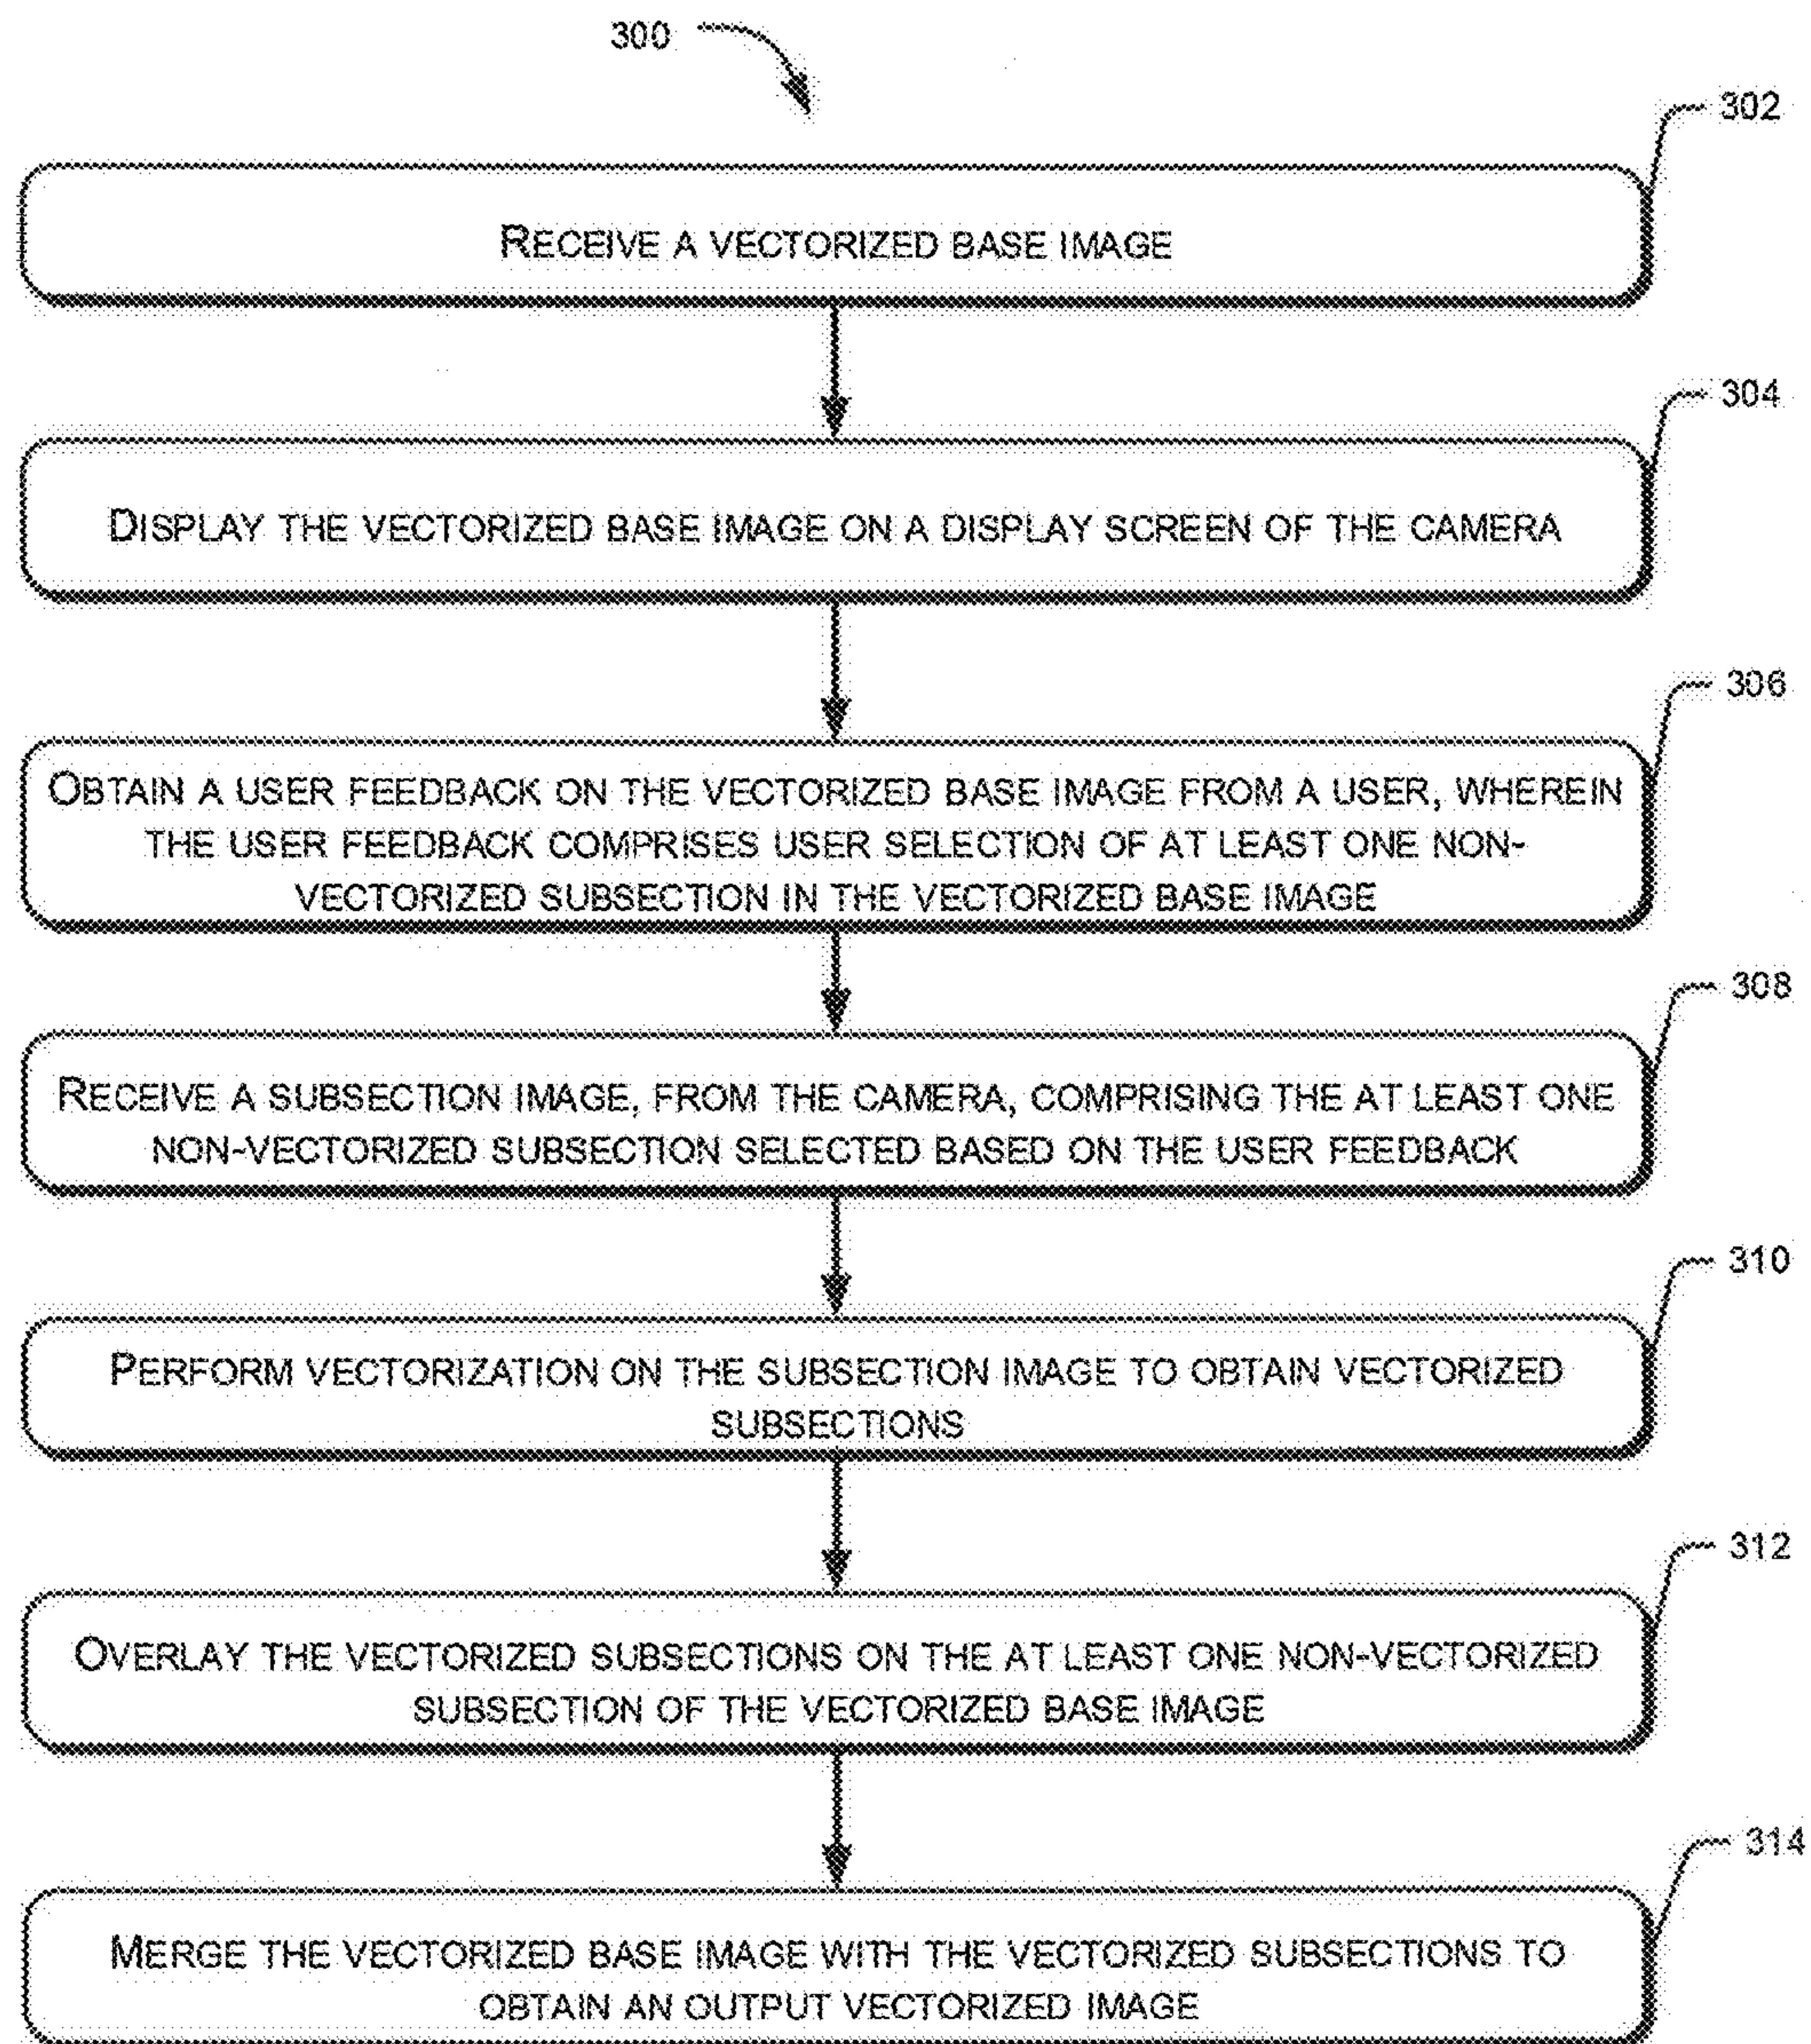 300
302
RECEIVE A VECTORIZED BASE IMAGE
304
DISPLAY THE VECTORIZED BASE IMAGE ON A DISPLAY SCREEN OF THE CAMERA
306
OBTAIN A USER FEEDBACK ON THE VECTORIZED BASE IMAGE FROM A USER, WHEREIN
THE USER FEEDBACK COMPRISES USER SELECTION OF AT LEAST ONE NON-
VECTORIZED SUBSECTION IN THE VECTORIZED BASE IMAGE
308
RECEIVE A SUBSECTION IMAGE, FROM THE CAMERA, COMPRISING THE AT LEAST ONE
NON-VECTORIZED SUBSECTION SELECTED BASED ON THE USER FEEDBACK
310
PERFORM VECTORIZATION ON THE SUBSECTION IMAGE TO OBTAIN VECTORIZED
SUBSECTIONS
312
OVERLAY THE VECTORIZED SUBSECTIONS ON THE AT LEAST ONE NON-VECTORIZED
SUBSECTION OF THE VECTORIZED BASE IMAGE
314
MERGE THE VECTORIZED BASE IMAGE WITH THE VECTORIZED SUBSECTIONS TO
OBTAIN AN OUTPUT VECTORIZED IMAGE